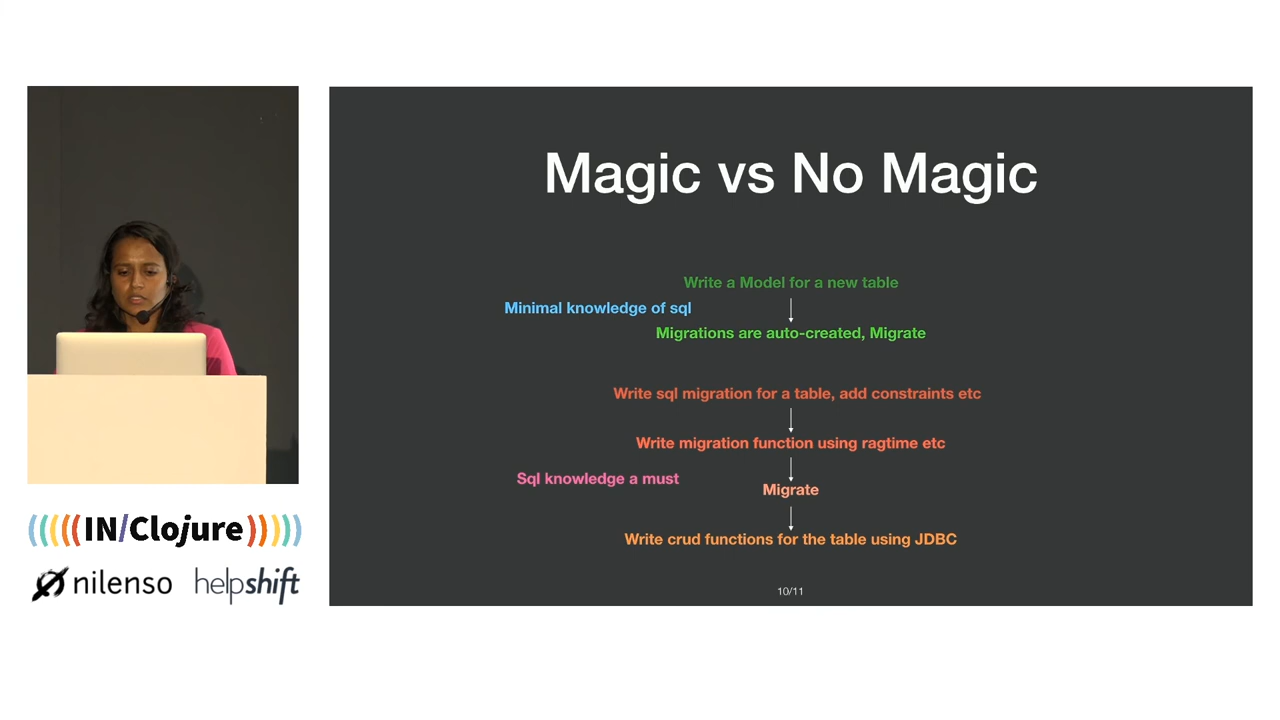 Magic vs No Magic
Write a Model for a new table
Minimal knowledge of sql
Migrations are auto-created, Migrate
Write sql migration for a table, add constraints etc
Write migration function using ragtime etc
Sql knowledge a must
Migrate
Write crud functions for the table using JDBC
10/11
(((((IN/Clojure)))))
nilenso
helpshift